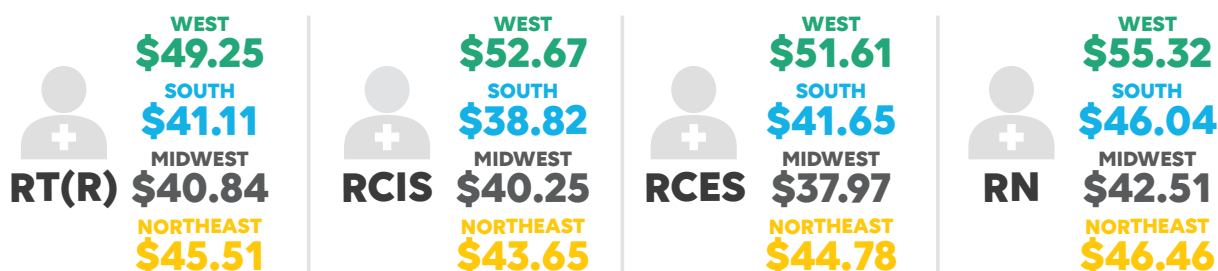 WEST
$49.25
SOUTH
$41.11
MIDWEST
RT(R) $40.84
NORTHEAST
$45.51
WEST
$52.67
SOUTH
$38.82
MIDWEST
RCIS $40.25
NORTHEAST
$43.65
WEST
$51.61
SOUTH
$41.65
MIDWEST
RCES $37.97
NORTHEAST
$44.78
WEST
$55.32
SOUTH
$46.04
MIDWEST
RN $42.51
NORTHEAST
$46.46